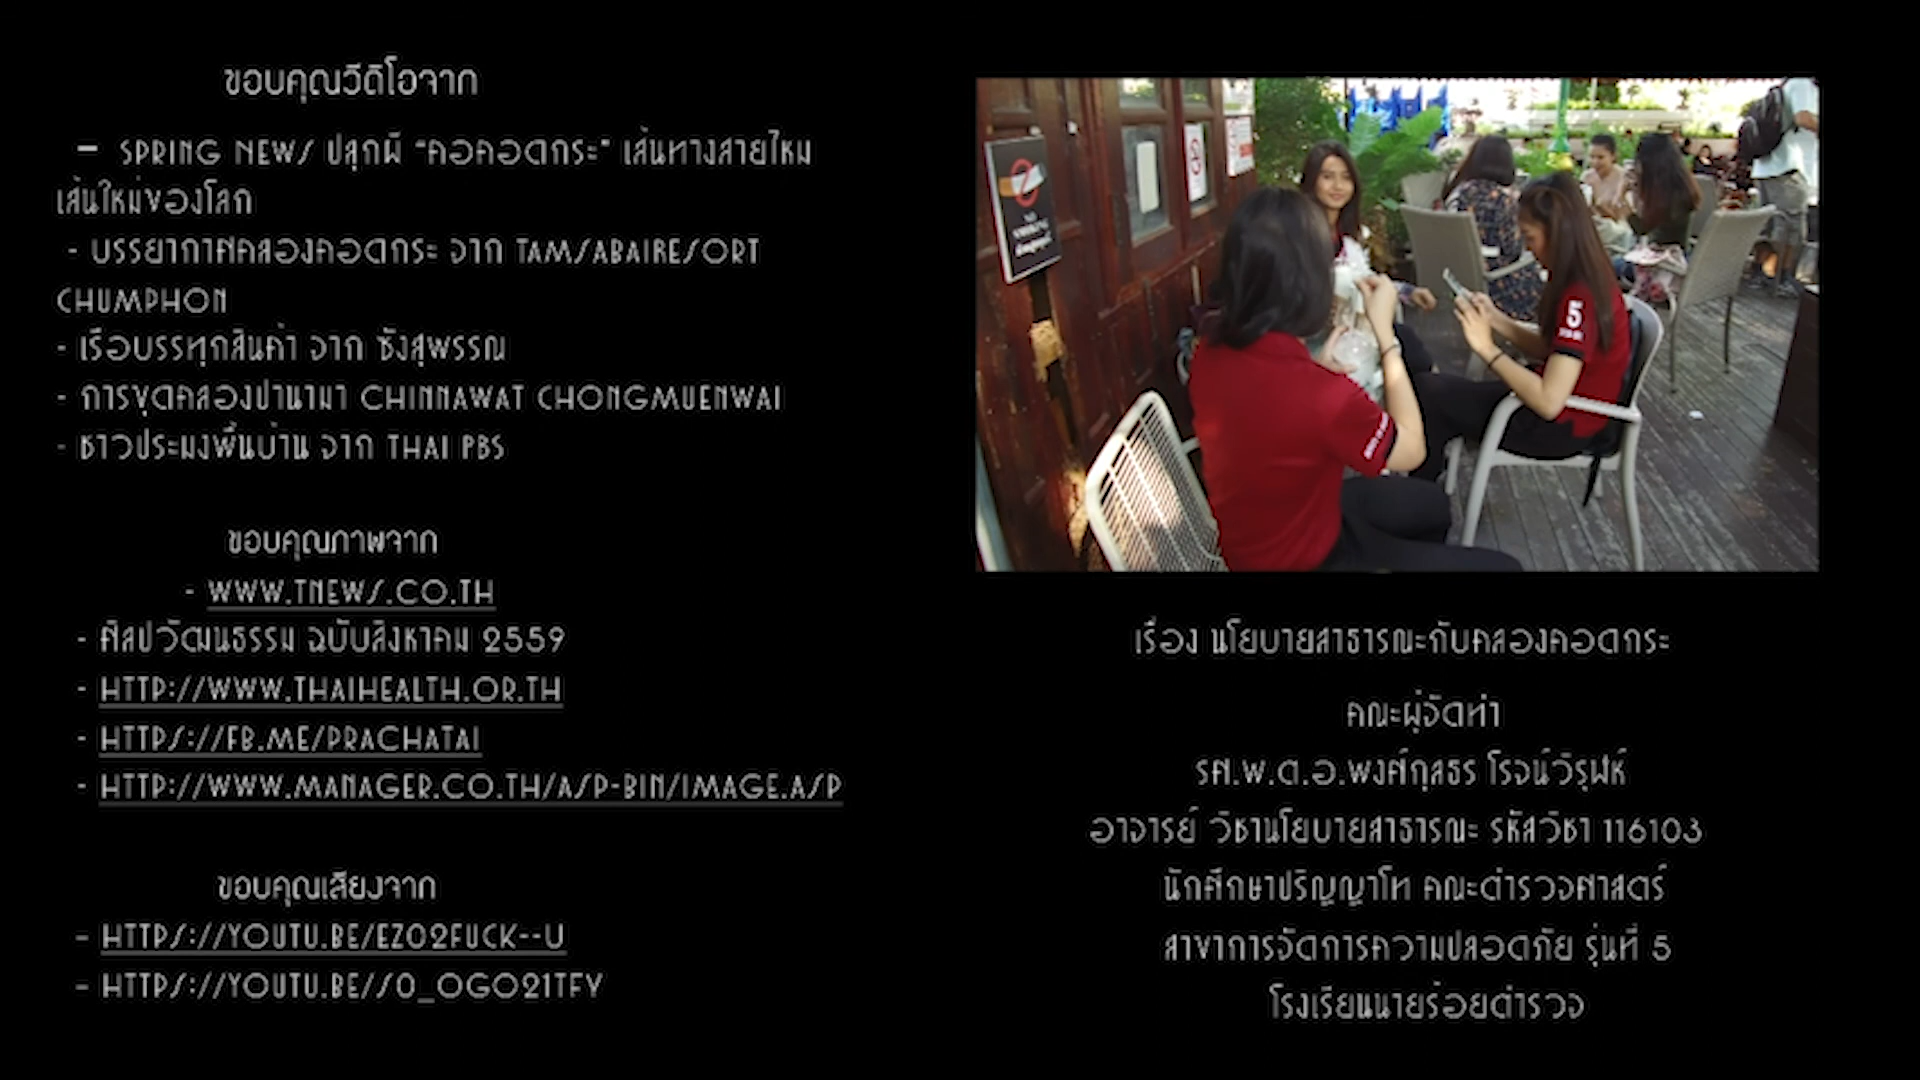 ขอบคุณวีดิโอจาก
- SPRING NEWS ปลุกผี "คอคอดกระ" เส้นทางสายไหม
เส้นใหม่ของโลก
- บรรยากาศคลองคอดกระ จาก TAMSABAIRESORT
CHUMPHON
- เรือบรรทุกสินค้า จาก ซังสุพรรณ
- การขุดคลองปานามา CHINNAWAT CHONGMUENWAI
- ชาวประมงพื้นบ้าน จาก THAI PBS
ขอบคุณภาพจาก
- WWW.TNEWS.CO.TH
- ศิลปวัฒนธรรม ฉบับสิงหาคม 2559
- HTTP://WWW.THAIHEALTH.OR.TH
- HTTPS://FB.ME/PRACHATAI
- HTTP://WWW.MANAGER.CO.TH/ASP-BIN/IMAGE.ASP
ขอบคุณเสียงจาก
- HTTPS://YOUTU.BE/EZ02FUCK--U
- HTTPS://YOUTU.BE/S0_OGO21TFY
5
เรื่อง นโยบายสาธารณะกับคลองคอดกระ
คณะผู้จัดทำ
รศ.พ.ต.อ.พงศ์กุสธร โรจน์วิรุฬห์
อาจารย์ วิชานโยบายสาธารณะ รหัสวิชา 116103
นักศึกษาปริญญาโท คณะตำรวจศาสตร์
สาขาการจัดการความปลอดภัย รุ่นที่ 5
โรงเรียนนายร้อยตำรวจ